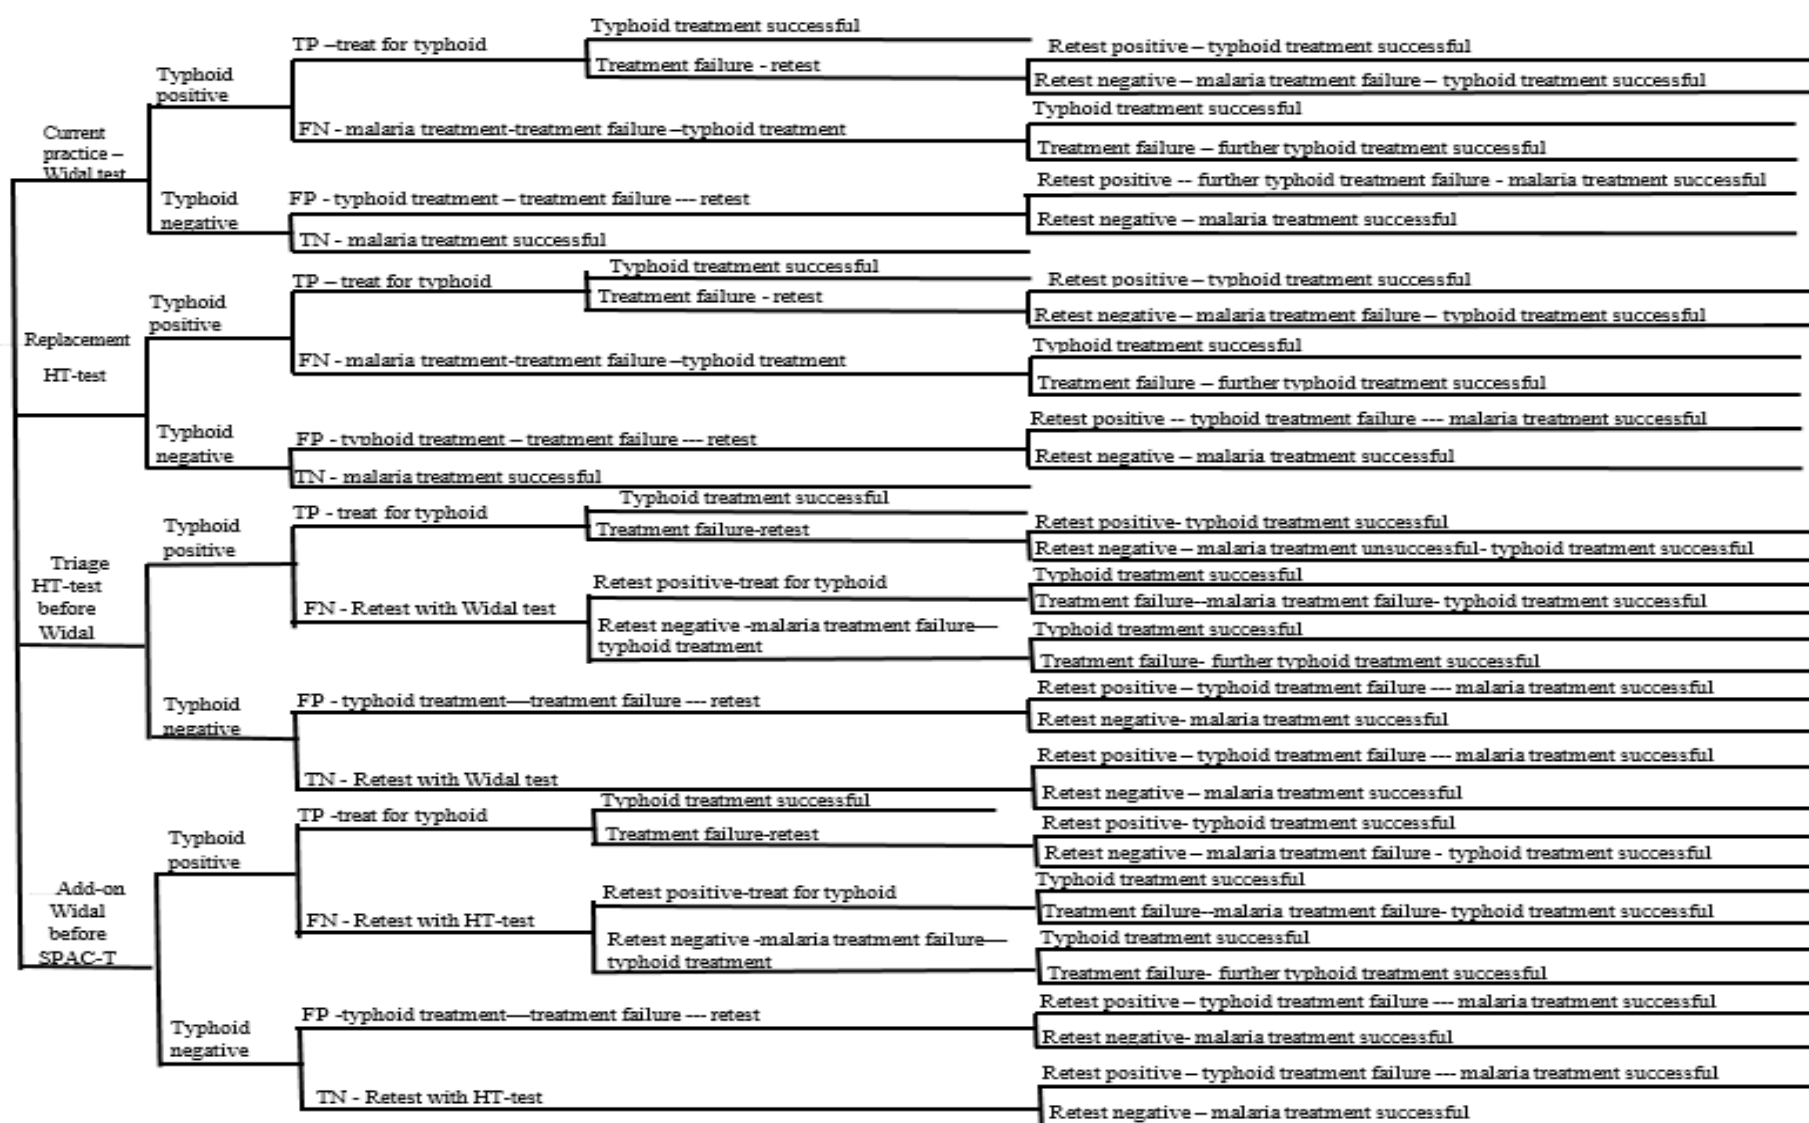 Typhoid treatment successful
TP –treat for typhoid
Retest positive – typhoid treatment successful
Treatment failure - retest
Typhoid
positive
Retest negative – malaria treatment failure – typhoid treatment successful
Typhoid treatment successful
Current
practice –
Widal test
FN - malaria treatment-treatment failure –typhoid treatment
Treatment failure – further typhoid treatment successful
Retest positive -- further typhoid treatment failure - malaria treatment successful
Typhoid
negative
FP - typhoid treatment – treatment failure --- retest
Retest negative – malaria treatment successful
TN - malaria treatment successful
Typhoid treatment successful
TP – treat for typhoid
Retest positive – typhoid treatment successful
Treatment failure - retest
Typhoid
positive
Retest negative – malaria treatment failure – typhoid treatment successful
Replacement
HT-test
Typhoid treatment successful
FN - malaria treatment-treatment failure –typhoid treatment
Treatment failure – further typhoid treatment successful
Retest positive -- typhoid treatment failure --- malaria treatment successful
Typhoid
negative
FP - typhoid treatment – treatment failure --- retest
Retest negative – malaria treatment successful
TN - malaria treatment successful
Typhoid treatment successful
TP - treat for typhoid
Typhoid
positive
Retest positive- typhoid treatment successful
Treatment failure-retest
Retest negative – malaria treatment unsuccessful- typhoid treatment successful
Triage
HT-test
before
Widal
Retest positive-treat for typhoid
Typhoid treatment successful
Treatment failure--malaria treatment failure- typhoid treatment successful
FN - Retest with Widal test
Retest negative -malaria treatment failure—
typhoid treatment
Typhoid treatment successful
Treatment failure- further typhoid treatment successful
Retest positive – typhoid treatment failure --- malaria treatment successful
FP - typhoid treatment—treatment failure --- retest
Typhoid
negative
Retest negative- malaria treatment successful
Retest positive – typhoid treatment failure --- malaria treatment successful
TN - Retest with Widal test
Retest negative – malaria treatment successful
Typhoid treatment successful
TP -treat for typhoid
Retest positive- typhoid treatment successful
Treatment failure-retest
Typhoid
positive
Retest negative – malaria treatment failure - typhoid treatment successful
Add-on
Widal
before
SPAC-T
Typhoid treatment successful
Retest positive-treat for typhoid
Treatment failure--malaria treatment failure- typhoid treatment successful
FN - Retest with HT-test
Retest negative -malaria treatment failure—
typhoid treatment
Typhoid treatment successful
Treatment failure- further typhoid treatment successful
Retest positive – typhoid treatment failure --- malaria treatment successful
FP -typhoid treatment—treatment failure --- retest
Typhoid
negative
Retest negative- malaria treatment successful
Retest positive – typhoid treatment failure --- malaria treatment successful
TN - Retest with HT-test
Retest negative – malaria treatment successful